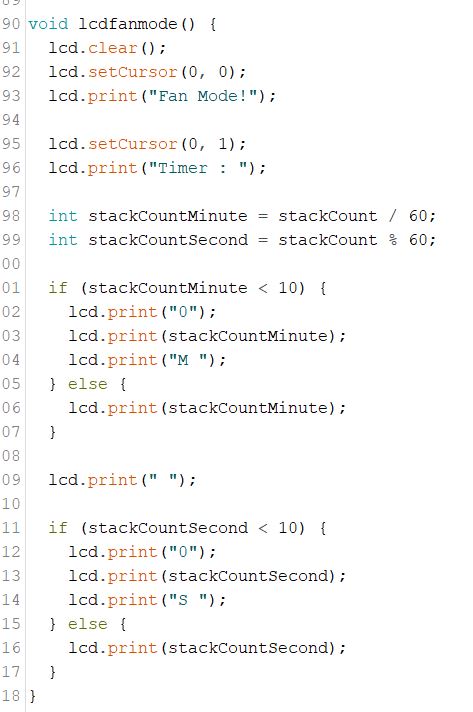 89
90 void lcdfanmode() {
91   lcd.clear();
92   lcd.setCursor(0, 0);
93   lcd.print("Fan Mode!");
94
95   lcd.setCursor(0, 1);
96   lcd.print("Timer : ");
97
98   int stackCountMinute = stackCount / 60;
99   int stackCountSecond = stackCount % 60;
00
01   if (stackCountMinute < 10) {
02     lcd.print("0");
03     lcd.print(stackCountMinute);
04     lcd.print("M ");
05   } else {
06     lcd.print(stackCountMinute);
07   }
08
09   lcd.print(" ");
10
11   if (stackCountSecond < 10) {
12     lcd.print("0");
13     lcd.print(stackCountSecond);
14     lcd.print("S ");
15   } else {
16     lcd.print(stackCountSecond);
17   }
18 }